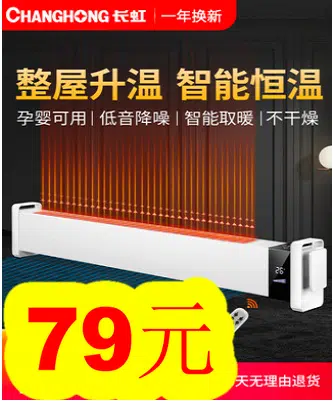 CHANGHONG 长虹 | 一年换新
整屋升温 智能恒温
孕婴可用 | 低音降噪 | 智能取暖 | 不干燥
26
79元
天无理由退货